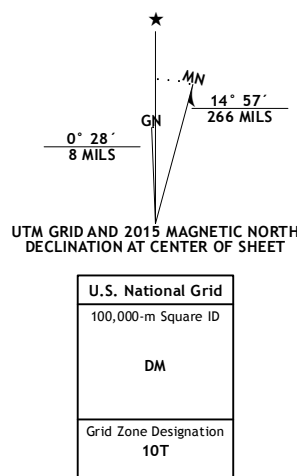 ★
MN
14° 57´
266 MILS
GN
0° 28´
8 MILS
UTM GRID AND 2015 MAGNETIC NORTH
DECLINATION AT CENTER OF SHEET
U.S. National Grid
100,000-m Square ID
DM
Grid Zone Designation
10T